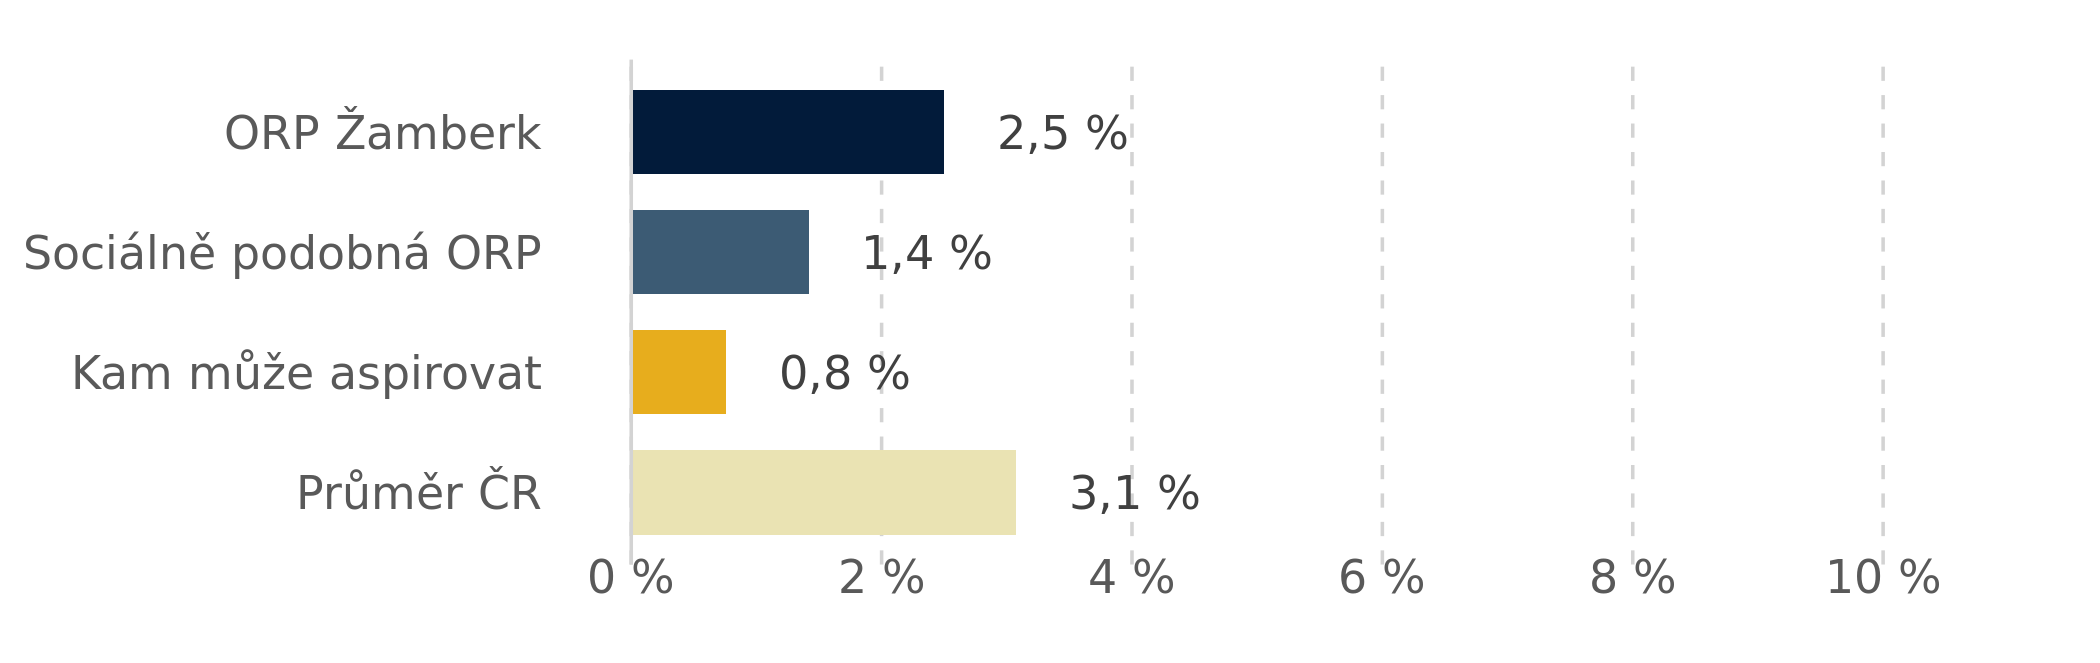 ORP Žamberk 2,5 %
Sociálně podobná ORP 1,4 %
Kam může aspirovat 0,8 %
Průměr ČR 3,1 %
0 % 2 % 4 % 6 % 8 % 10 %